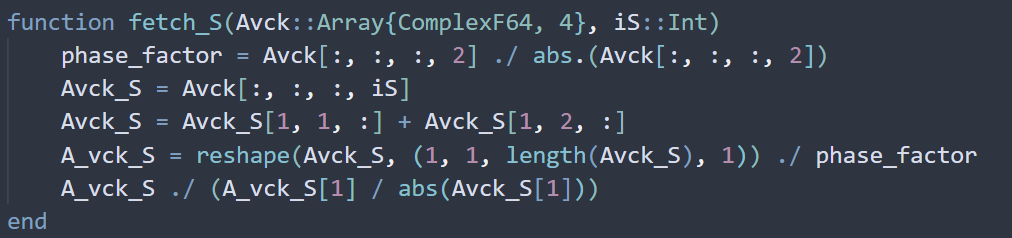 function fetch_S(Avck::Array{ComplexF64, 4}, iS::Int)
    phase_factor = Avck[:, :, :, 2] ./ abs.(Avck[:, :, :, 2])
    Avck_S = Avck[:, :, :, iS]
    Avck_S = Avck_S[1, 1, :] + Avck_S[1, 2, :]
    A_vck_S = reshape(Avck_S, (1, 1, length(Avck_S), 1)) ./ phase_factor
    A_vck_S ./ (A_vck_S[1] / abs(Avck_S[1]))
end